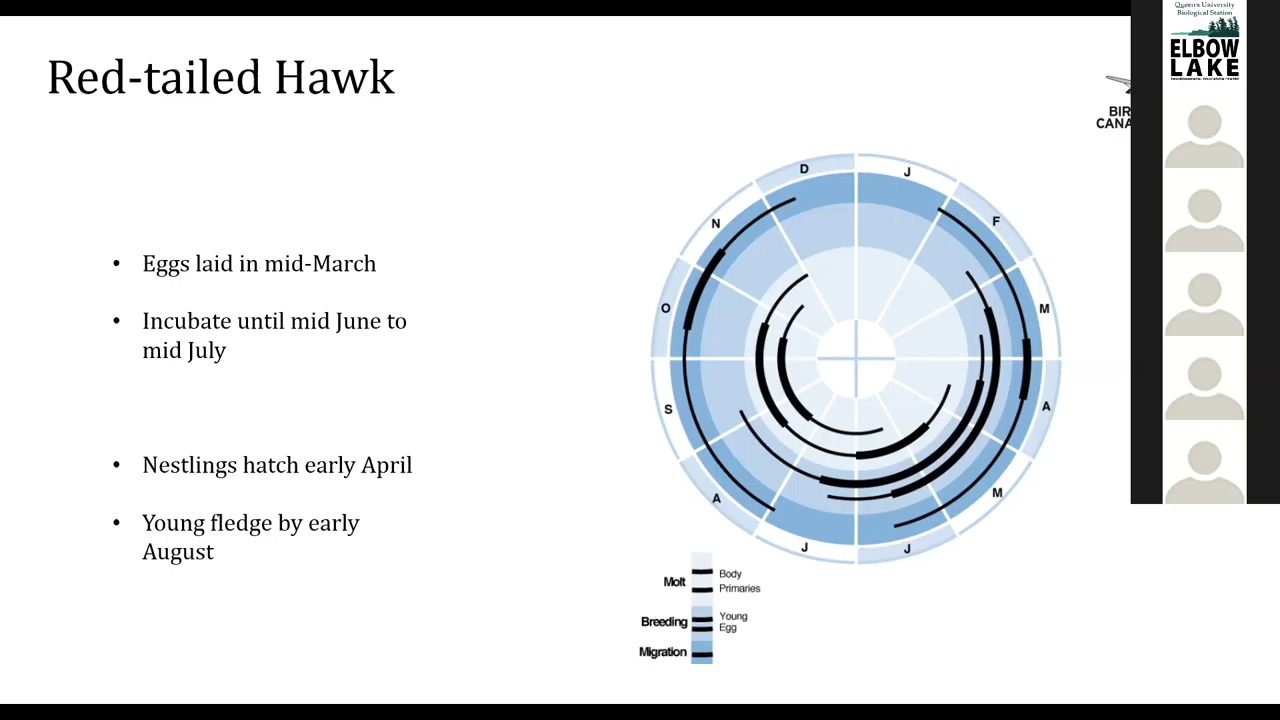 Queen's University
Biological Station
ELBOW
LAKE
Red-tailed Hawk
BIR
CANA
• Eggs laid in mid-March
• Incubate until mid June to
mid July
• Nestlings hatch early April
• Young fledge by early
August
D
J
N
F
O
M
S
A
A
M
J
J
Molt
Body
Primaries
Breeding
Young
Egg
Migration